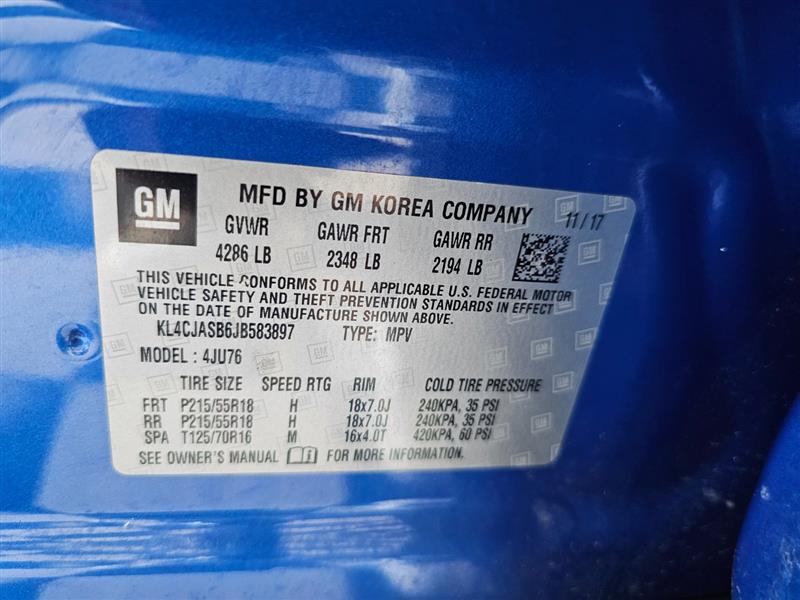 GM
MFD BY GM KOREA COMPANY
11/17
GVWR GAWR FRT GAWR RR
4286 LB 2348 LB 2194 LB
THIS VEHICLE CONFORMS TO ALL APPLICABLE U.S. FEDERAL MOTOR
VEHICLE SAFETY AND THEFT PREVENTION STANDARDS IN EFFECT
ON THE DATE OF MANUFACTURE SHOWN ABOVE.
KL4CJASB6JB583897 TYPE: MPV
MODEL : 4JU76
TIRE SIZE SPEED RTG RIM COLD TIRE PRESSURE
FRT P215/55R18 H 18x7.0J 240KPA, 35 PSI
RR P215/55R18 H 18x7.0J 240KPA, 35 PSI
SPA T125/70R16 M 16x4.0T 420KPA, 60 PSI
SEE OWNER'S MANUAL FOR MORE INFORMATION.